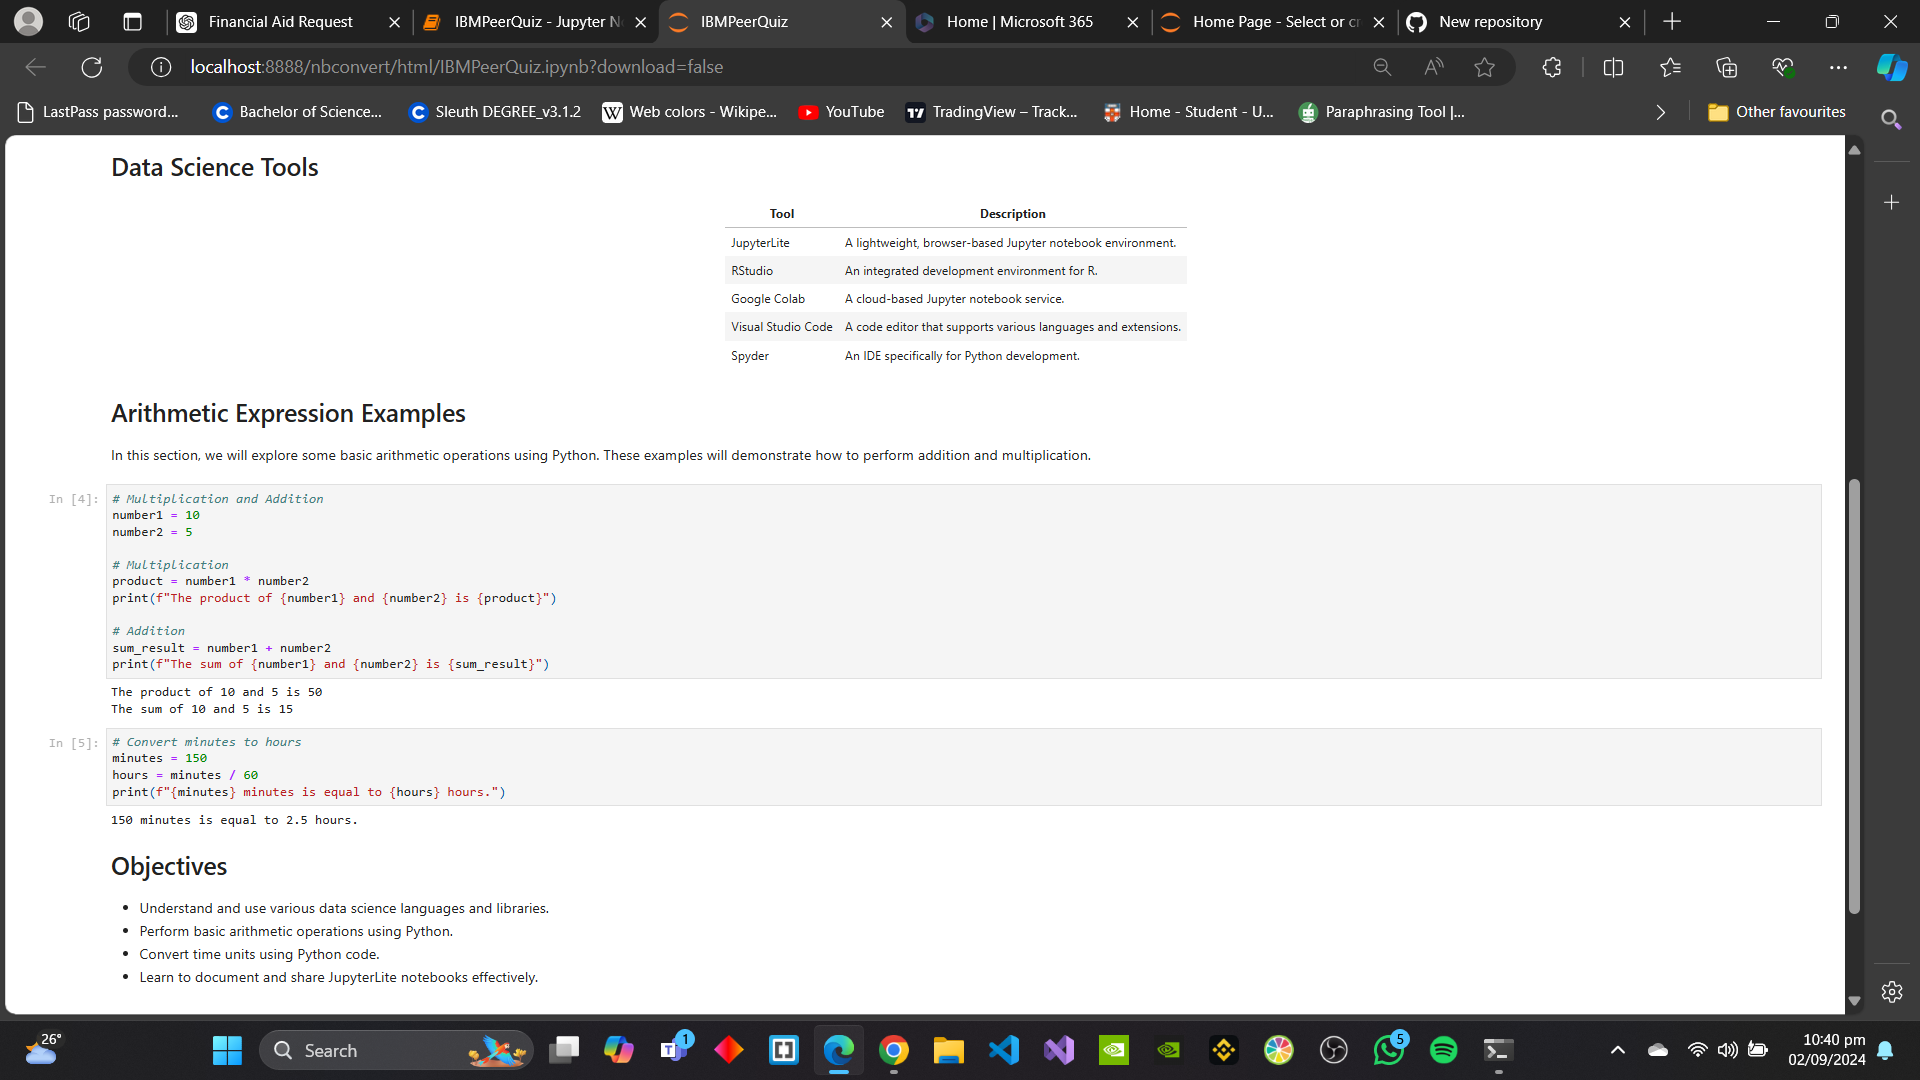 Financial Aid Request
IBMPeerQuiz - Jupyter N
IBMPeerQuiz
Home | Microsoft 365
Home Page - Select or cr
New repository
localhost:8888/nbconvert/html/IBMPeerQuiz.ipynb?download=false
LastPass password...
Bachelor of Science...
Sleuth DEGREE_v3.1.2
Web colors - Wikipe...
YouTube
TradingView – Track...
Home - Student - U...
Paraphrasing Tool |...
Other favourites
Data Science Tools
Tool Description
JupyterLite A lightweight, browser-based Jupyter notebook environment.
RStudio An integrated development environment for R.
Google Colab A cloud-based Jupyter notebook service.
Visual Studio Code A code editor that supports various languages and extensions.
Spyder An IDE specifically for Python development.
Arithmetic Expression Examples
In this section, we will explore some basic arithmetic operations using Python. These examples will demonstrate how to perform addition and multiplication.
In [4]: # Multiplication and Addition
number1 = 10
number2 = 5
# Multiplication
product = number1 * number2
print(f"The product of {number1} and {number2} is {product}")
# Addition
sum_result = number1 + number2
print(f"The sum of {number1} and {number2} is {sum_result}")
The product of 10 and 5 is 50
The sum of 10 and 5 is 15
In [5]: # Convert minutes to hours
minutes = 150
hours = minutes / 60
print(f"{minutes} minutes is equal to {hours} hours.")
150 minutes is equal to 2.5 hours.
Objectives
• Understand and use various data science languages and libraries.
• Perform basic arithmetic operations using Python.
• Convert time units using Python code.
• Learn to document and share JupyterLite notebooks effectively.
26°
Search
1
5
10:40 pm
02/09/2024